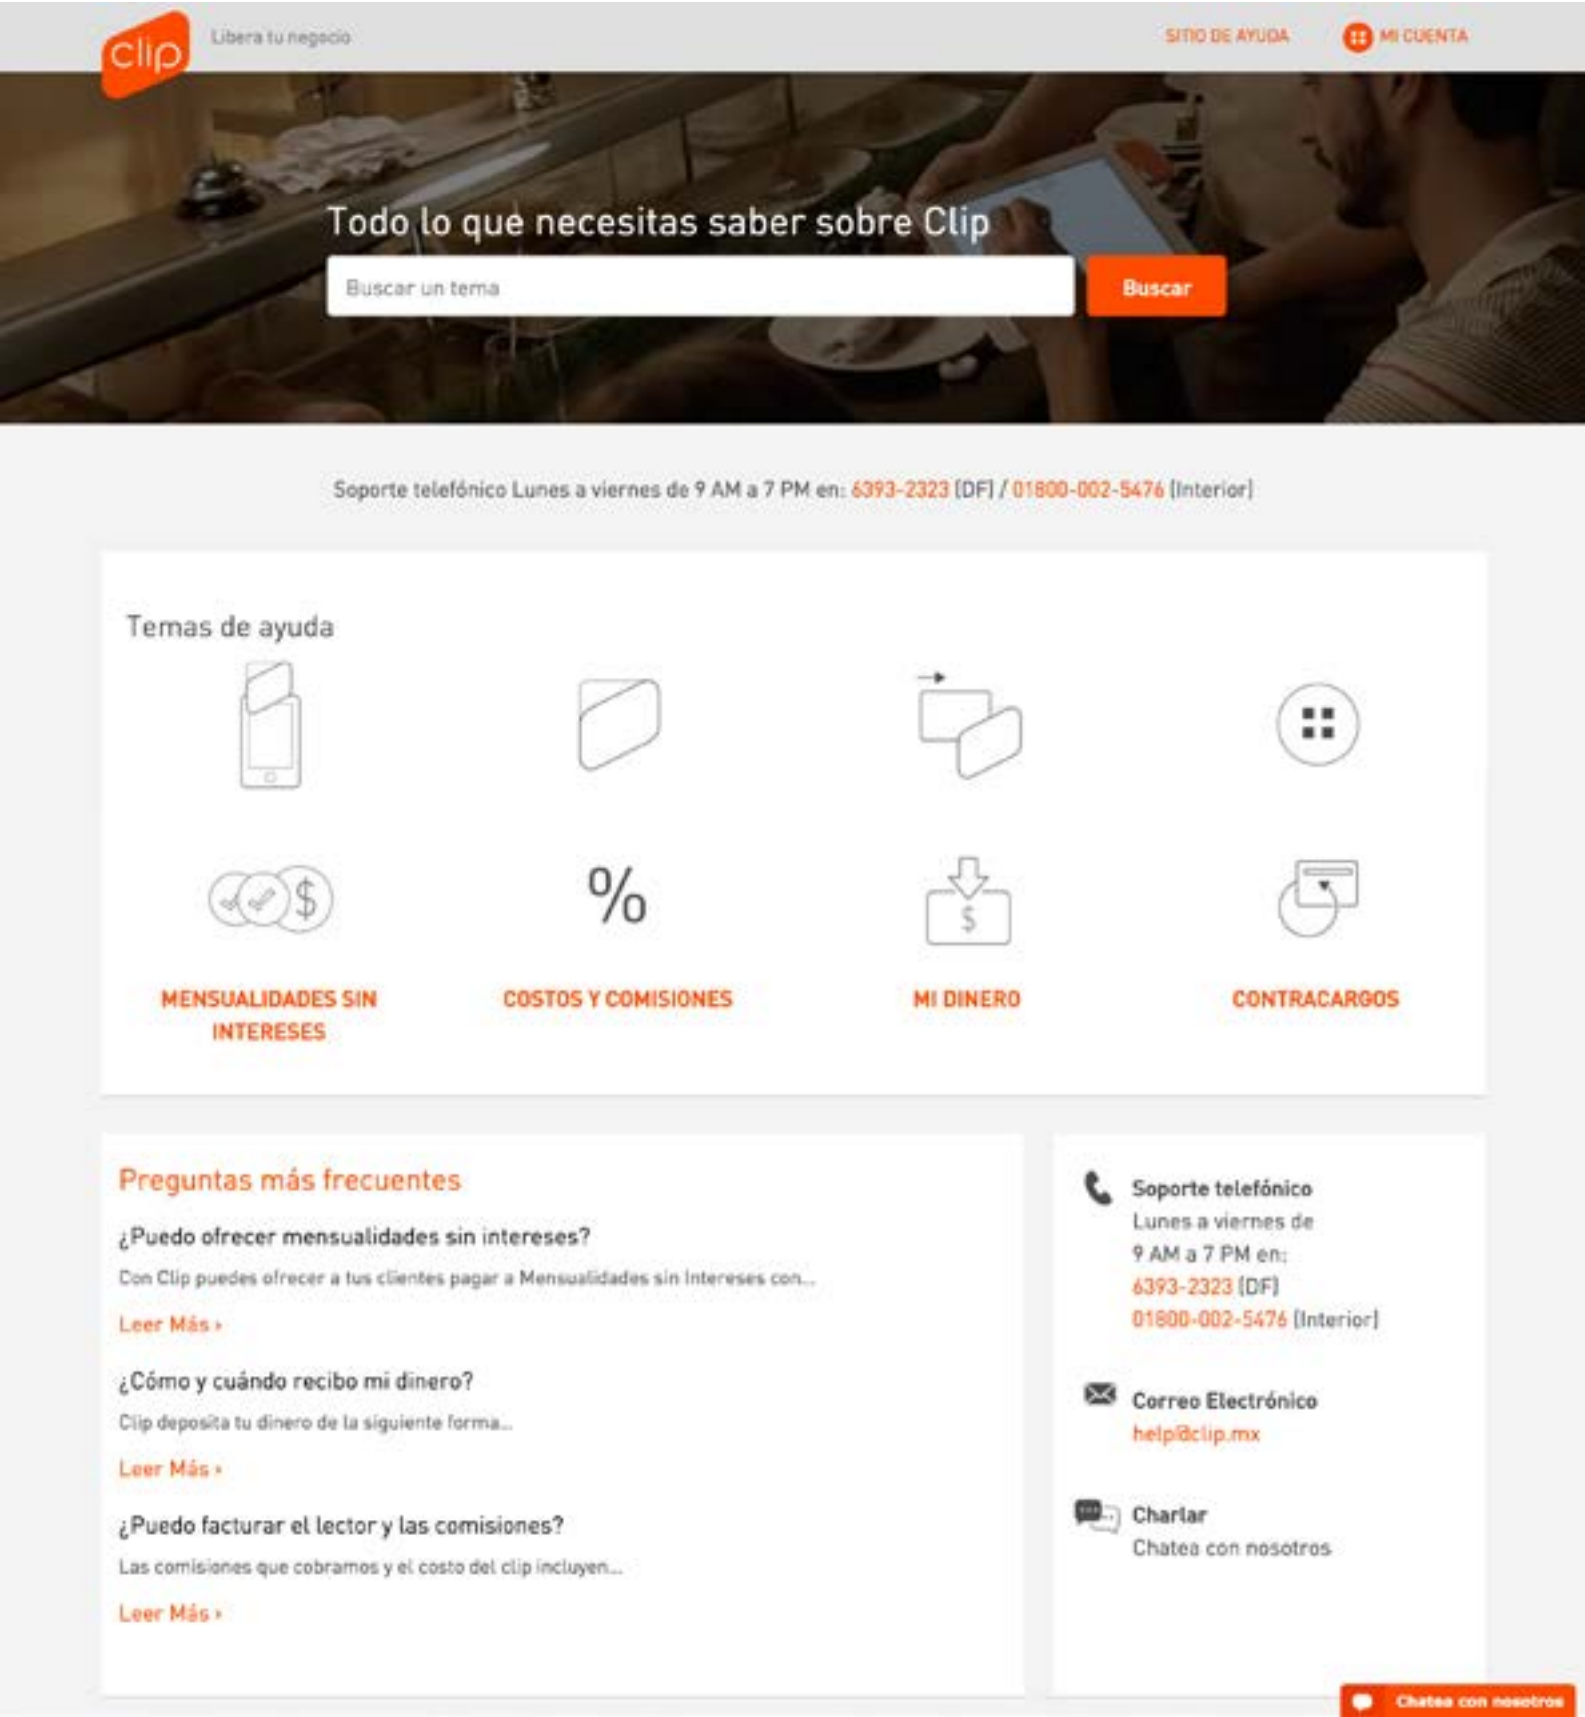 clip
Libera tu negocio
SITIO DE AYUDA
MI CUENTA
Todo lo que necesitas saber sobre Clip
Buscar un tema
Buscar
Soporte telefónico Lunes a viernes de 9 AM a 7 PM en: 6393-2323 (DF) / 01800-002-5476 (Interior)
Temas de ayuda
%
$
$
MENSUALIDADES SIN
INTERESES
COSTOS Y COMISIONES
MI DINERO
CONTRACARGOS
Preguntas más frecuentes
¿Puedo ofrecer mensualidades sin intereses?
Con Clip puedes ofrecer a tus clientes pagar a Mensualidades sin Intereses con...
Leer Más ›
¿Cómo y cuándo recibo mi dinero?
Clip deposita tu dinero de la siguiente forma...
Leer Más ›
¿Puedo facturar el lector y las comisiones?
Las comisiones que cobramos y el costo del clip incluyen...
Leer Más ›
Soporte telefónico
Lunes a viernes de
9 AM a 7 PM en:
6393-2323 (DF)
01800-002-5476 (Interior)
Correo Electrónico
help@clip.mx
Charlar
Chatea con nosotros
Chatea con nosotros